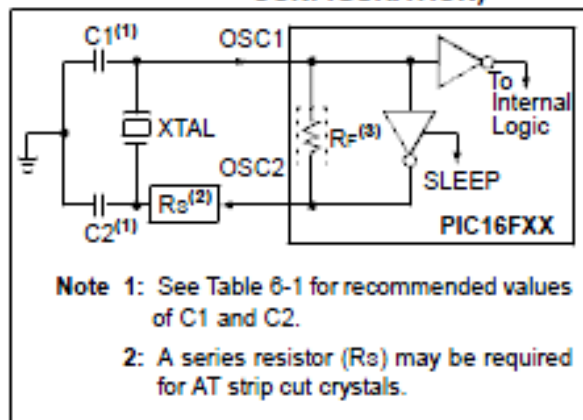 C1(1)
OSC1
To
Internal
Logic
XTAL
RF(3)
OSC2
SLEEP
RS(2)
C2(1)
PIC16FXX
Note 1: See Table 6-1 for recommended values
of C1 and C2.
2: A series resistor (RS) may be required
for AT strip cut crystals.